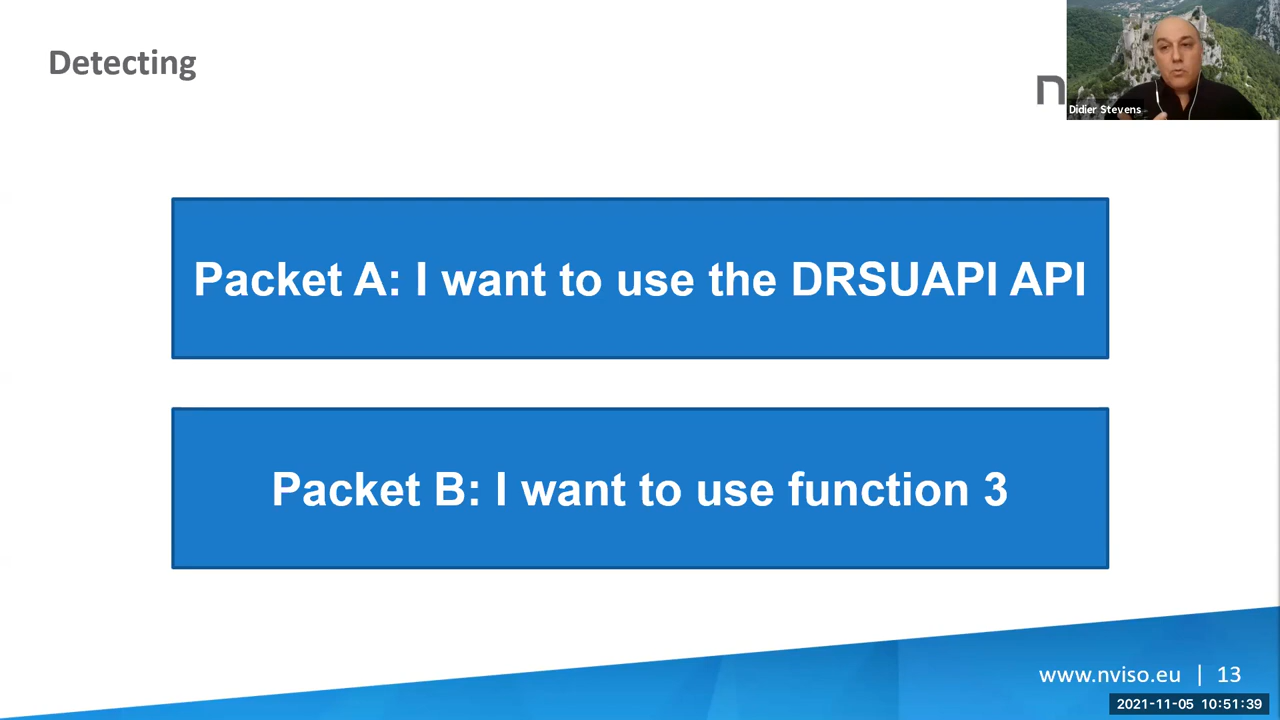 Detecting
n
Didier Stevens
Packet A: I want to use the DRSUAPI API
Packet B: I want to use function 3
www.nviso.eu | 13
2021-11-05 10:51:39